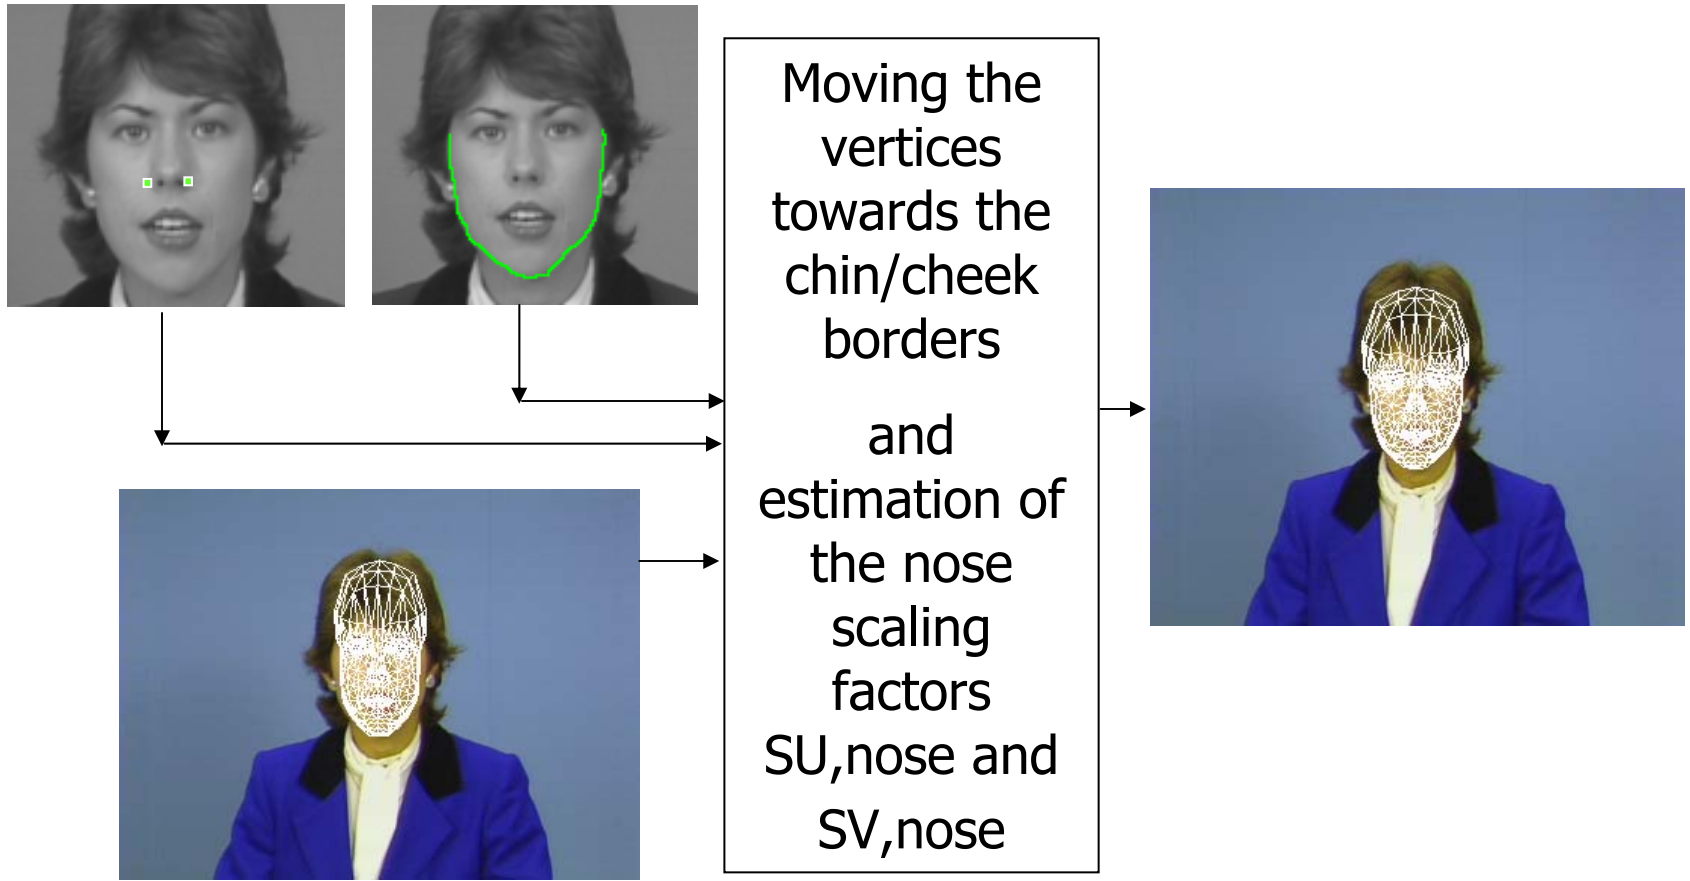 Moving the
vertices
towards the
chin/cheek
borders
and
estimation of
the nose
scaling
factors
SU,nose and
SV,nose